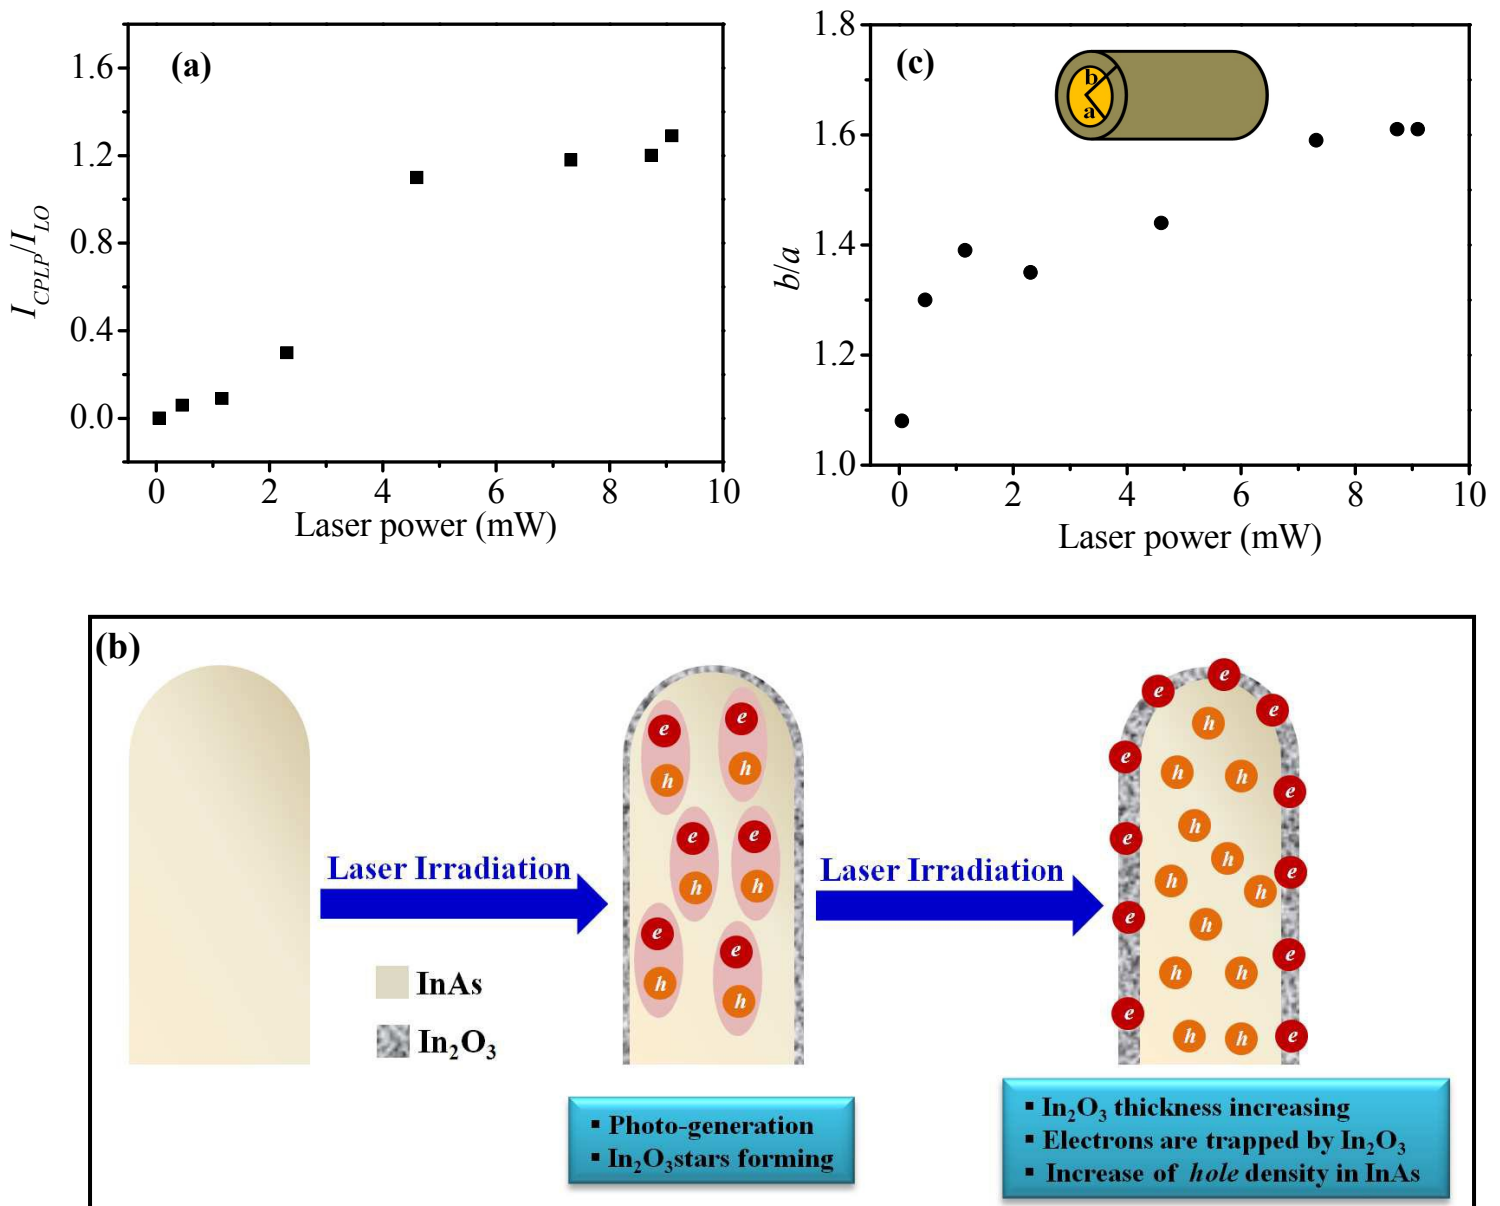 (a)
1.6
1.2
0.8
0.4
0.0
I_CPLP/I_LO
0 2 4 6 8 10
Laser power (mW)
(c)
b
a
1.8
1.6
1.4
1.2
1.0
b/a
0 2 4 6 8 10
Laser power (mW)
(b)
Laser Irradiation
InAs
In₂O₃
e e
h h
e e
h h
e e
h h
▪ Photo-generation
▪ In₂O₃stars forming
Laser Irradiation
e e e
e h
e h h
e h e
h h h
e h e
h h
e e
h h e
▪ In₂O₃ thickness increasing
▪ Electrons are trapped by In₂O₃
▪ Increase of hole density in InAs